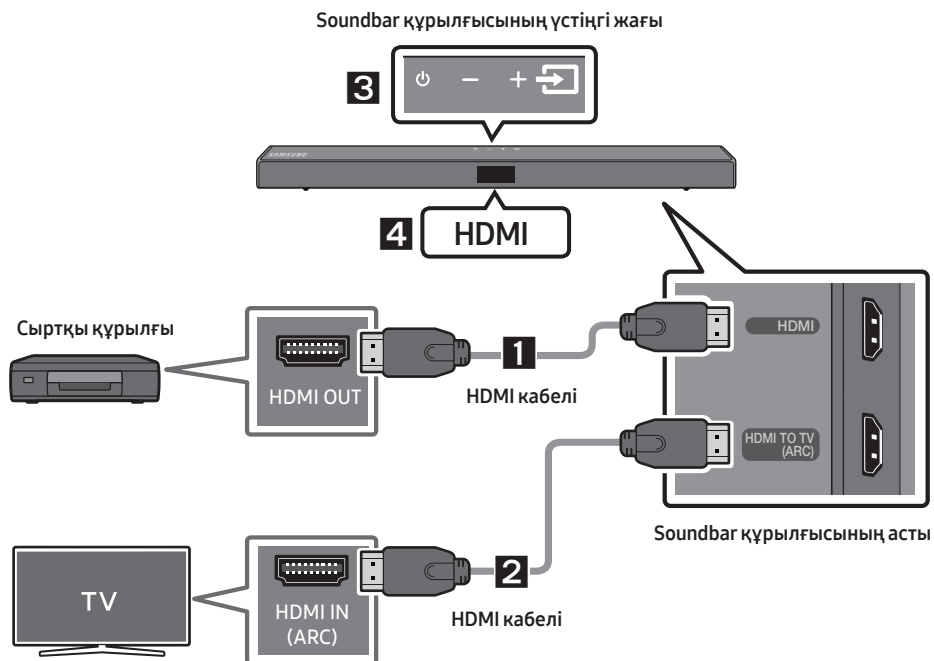 Soundbar құрылғысының үстіңгі жағы
3
SAMSUNG
4
HDMI
Сыртқы құрылғы
HDMI OUT
1
HDMI кабелі
HDMI
HDMI TO TV
(ARC)
Soundbar құрылғысының асты
TV
HDMI IN
(ARC)
2
HDMI кабелі